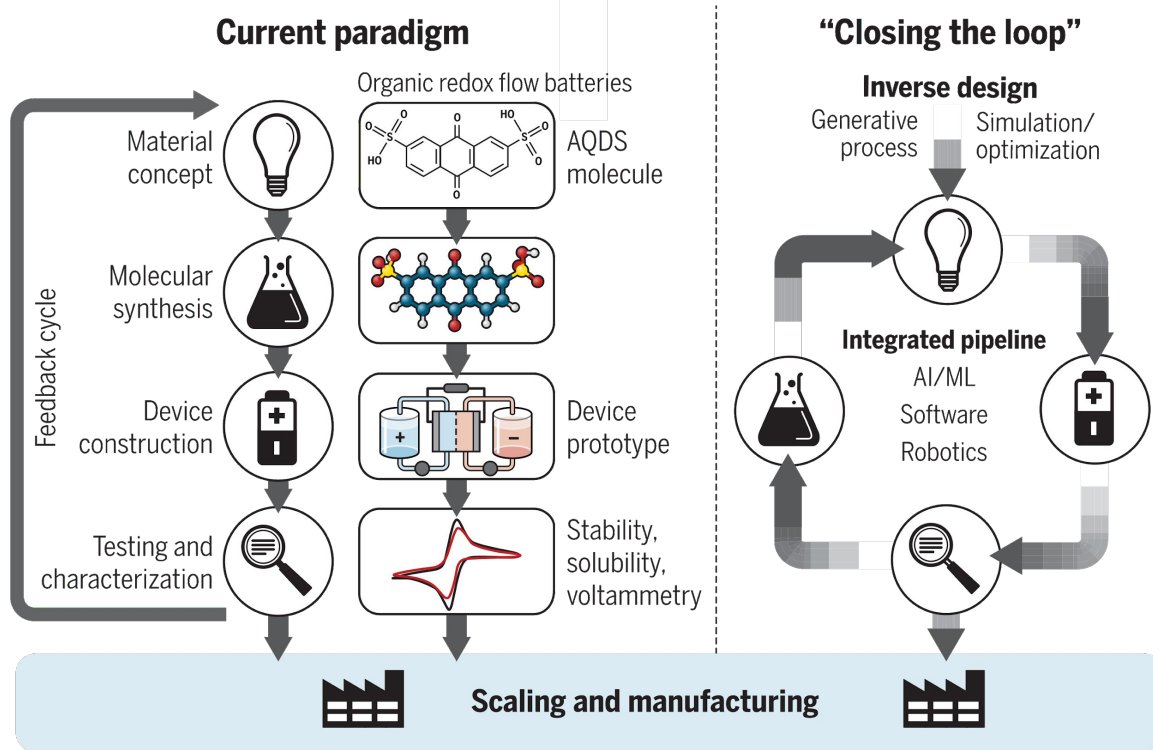 Current paradigm
Organic redox flow batteries
Feedback cycle
Material
concept
Molecular
synthesis
Device
construction
Testing and
characterization
O
S
O
HO
O
O
HO
S
O
O
AQDS
molecule
+
−
Device
prototype
+
−
Stability,
solubility,
voltammetry
“Closing the loop”
Inverse design
Generative
process
Simulation/
optimization
Integrated pipeline
AI/ML
Software
Robotics
+
−
Scaling and manufacturing